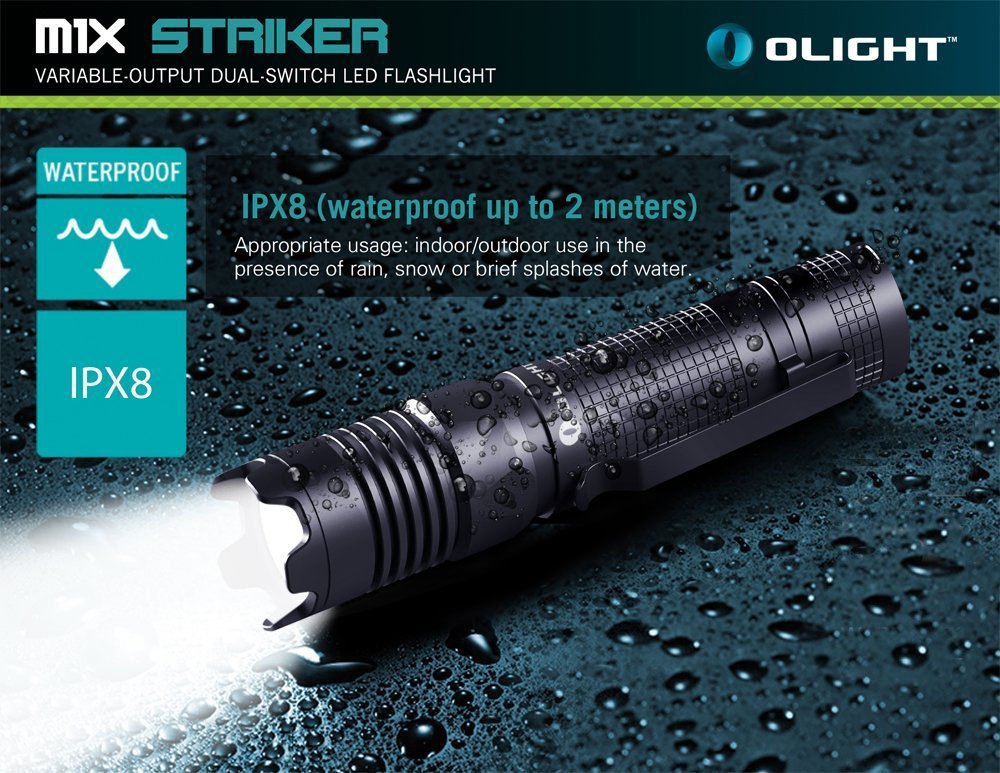 M1X STRIKER
VARIABLE-OUTPUT DUAL-SWITCH LED FLASHLIGHT
OLIGHT™
WATERPROOF
IPX8 (waterproof up to 2 meters)
Appropriate usage: indoor/outdoor use in the
presence of rain, snow or brief splashes of water.
IPX8
OLIGHT